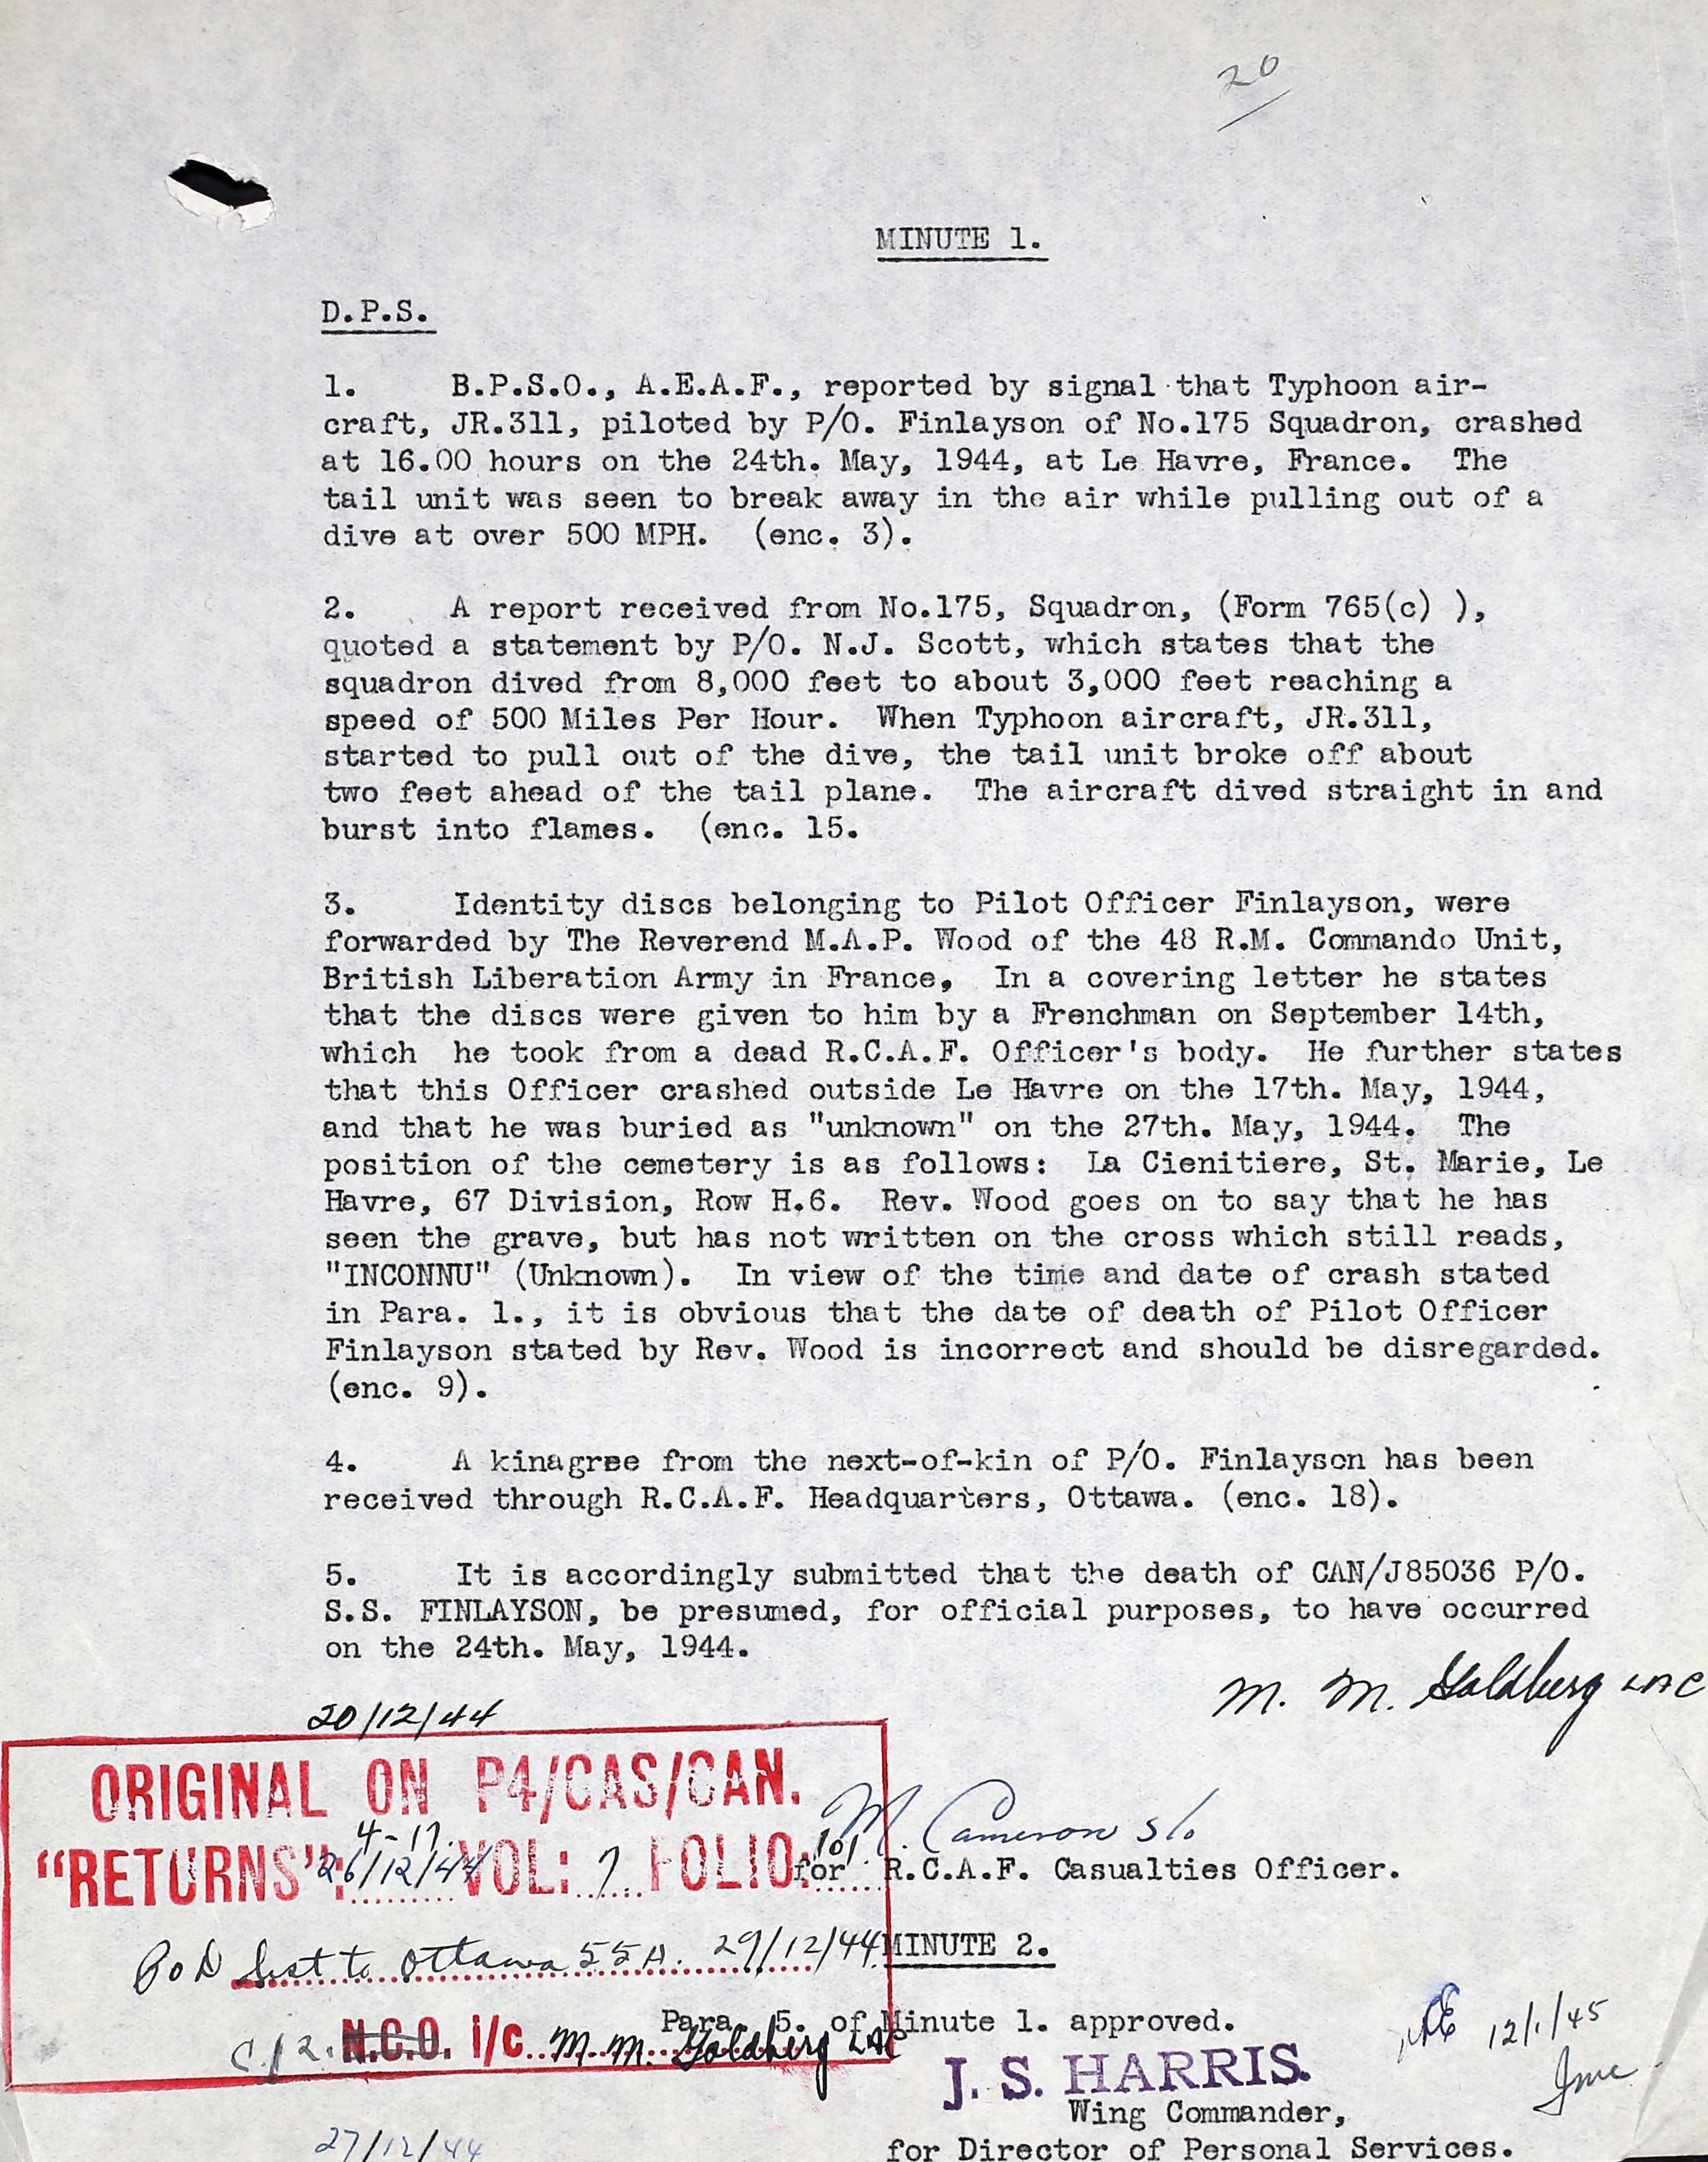 20
MINUTE 1.
D.P.S.
1. B.P.S.O., A.E.A.F., reported by signal that Typhoon air-
craft, JR.311, piloted by P/O. Finlayson of No.175 Squadron, crashed
at 16.00 hours on the 24th. May, 1944, at Le Havre, France. The
tail unit was seen to break away in the air while pulling out of a
dive at over 500 MPH. (enc. 3).
2. A report received from No.175, Squadron, (Form 765(c) ),
quoted a statement by P/O. N.J. Scott, which states that the
squadron dived from 8,000 feet to about 3,000 feet reaching a
speed of 500 Miles Per Hour. When Typhoon aircraft, JR.311,
started to pull out of the dive, the tail unit broke off about
two feet ahead of the tail plane. The aircraft dived straight in and
burst into flames. (enc. 15.
3. Identity discs belonging to Pilot Officer Finlayson, were
forwarded by The Reverend M.A.P. Wood of the 48 R.M. Commando Unit,
British Liberation Army in France, In a covering letter he states
that the discs were given to him by a Frenchman on September 14th,
which he took from a dead R.C.A.F. Officer's body. He further states
that this Officer crashed outside Le Havre on the 17th. May, 1944,
and that he was buried as "unknown" on the 27th. May, 1944. The
position of the cemetery is as follows: La Cienitiere, St. Marie, Le
Havre, 67 Division, Row H.6. Rev. Wood goes on to say that he has
seen the grave, but has not written on the cross which still reads,
"INCONNU" (Unknown). In view of the time and date of crash stated
in Para. 1., it is obvious that the date of death of Pilot Officer
Finlayson stated by Rev. Wood is incorrect and should be disregarded.
(enc. 9).
4. A kinagree from the next-of-kin of P/O. Finlayson has been
received through R.C.A.F. Headquarters, Ottawa. (enc. 18).
5. It is accordingly submitted that the death of CAN/J85036 P/O.
S.S. FINLAYSON, be presumed, for official purposes, to have occurred
on the 24th. May, 1944.
M. M. Goldberg LAC
20/12/44
ORIGINAL ON P4/CAS/CAN.
M. Cameron S/O
4-17. 101
"RETURNS": VOL: 7 FOLIO:
26/12/44
for R.C.A.F. Casualties Officer.
MINUTE 2.
PoD Sent to Ottawa 55A. 29/12/44
Para. 5. of Minute 1. approved.
N.C.O. i/c M. M. Goldberg LAC
12/1/45
J. S. HARRIS.
Wing Commander,
27/12/44
for Director of Personal Services.